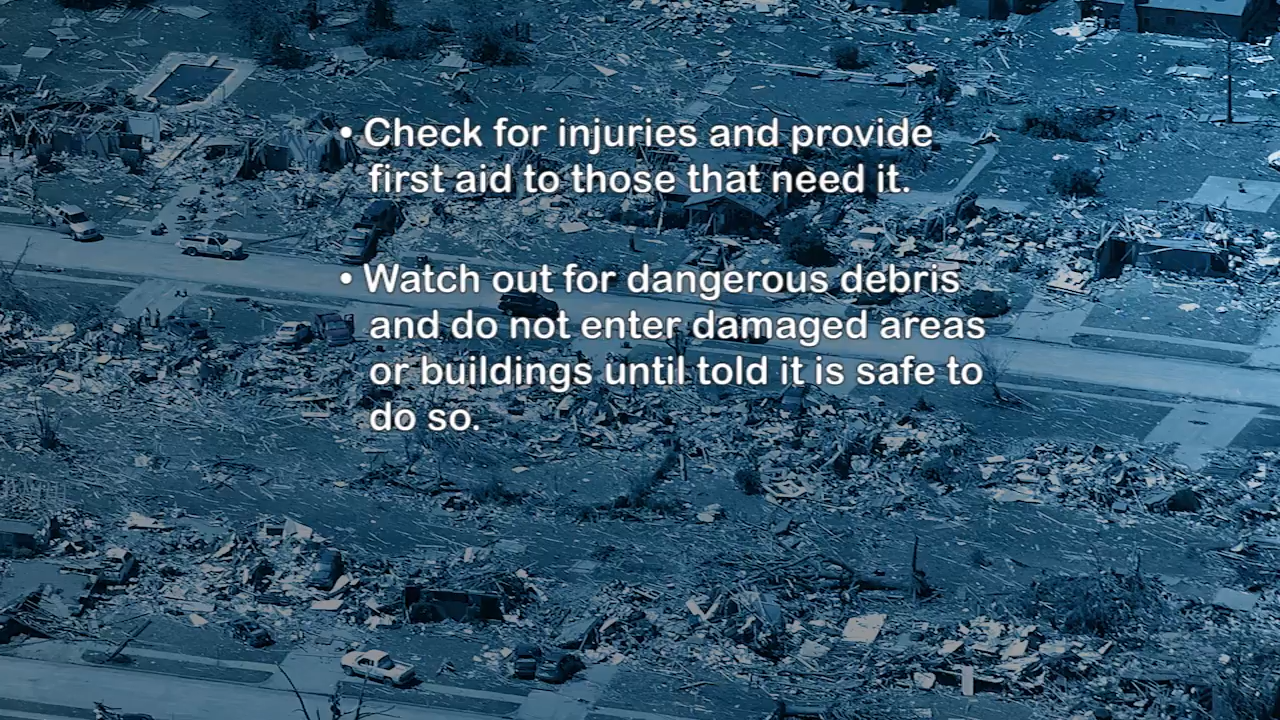 • Check for injuries and provide
first aid to those that need it.
• Watch out for dangerous debris
and do not enter damaged areas
or buildings until told it is safe to
do so.